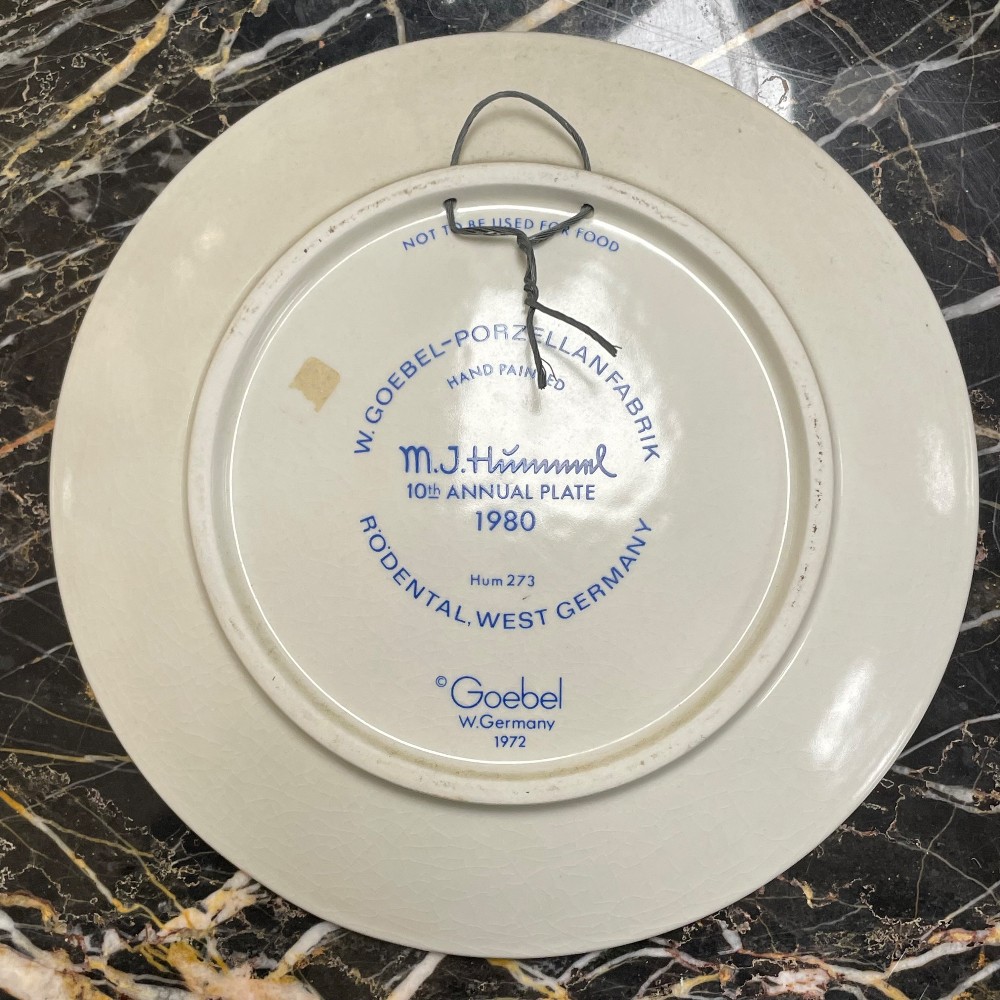 NOT TO BE USED FOR FOOD
W. GOEBEL-PORZELLANFABRIK
HAND PAINTED
M.J. Hummel
10th ANNUAL PLATE
1980
Hum 273
RÖDENTAL, WEST GERMANY
© Goebel
W. Germany
1972